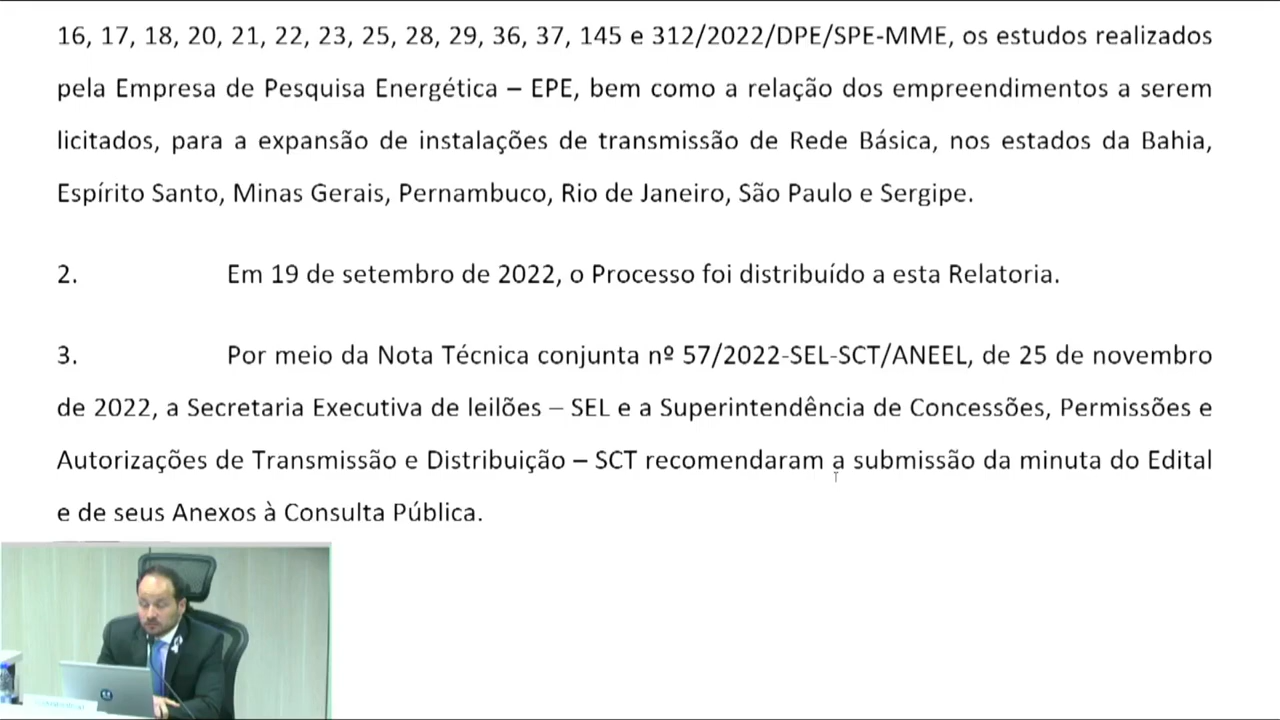 16, 17, 18, 20, 21, 22, 23, 25, 28, 29, 36, 37, 145 e 312/2022/DPE/SPE-MME, os estudos realizados
pela Empresa de Pesquisa Energética – EPE, bem como a relação dos empreendimentos a serem
licitados, para a expansão de instalações de transmissão de Rede Básica, nos estados da Bahia,
Espírito Santo, Minas Gerais, Pernambuco, Rio de Janeiro, São Paulo e Sergipe.
2. Em 19 de setembro de 2022, o Processo foi distribuído a esta Relatoria.
3. Por meio da Nota Técnica conjunta nº 57/2022-SEL-SCT/ANEEL, de 25 de novembro
de 2022, a Secretaria Executiva de leilões – SEL e a Superintendência de Concessões, Permissões e
Autorizações de Transmissão e Distribuição – SCT recomendaram a submissão da minuta do Edital
e de seus Anexos à Consulta Pública.